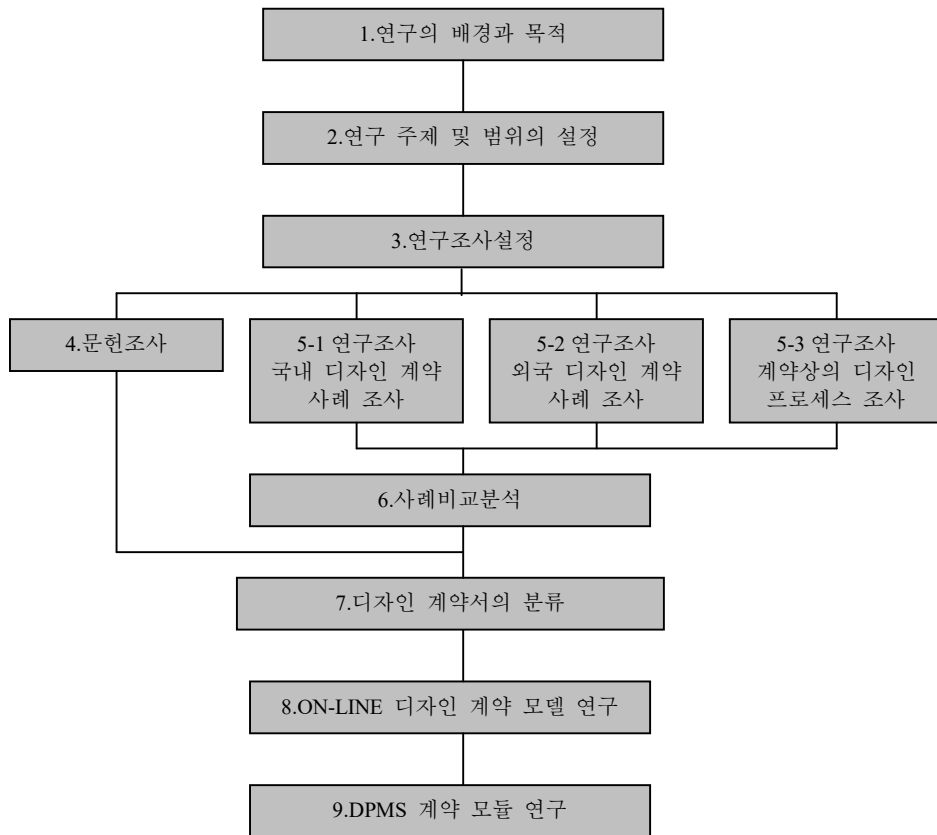 1.연구의 배경과 목적
2.연구 주제 및 범위의 설정
3.연구조사설정
4.문헌조사
5-1 연구조사
국내 디자인 계약
사례 조사
5-2 연구조사
외국 디자인 계약
사례 조사
5-3 연구조사
계약상의 디자인
프로세스 조사
6.사례비교분석
7.디자인 계약서의 분류
8.ON-LINE 디자인 계약 모델 연구
9.DPMS 계약 모듈 연구